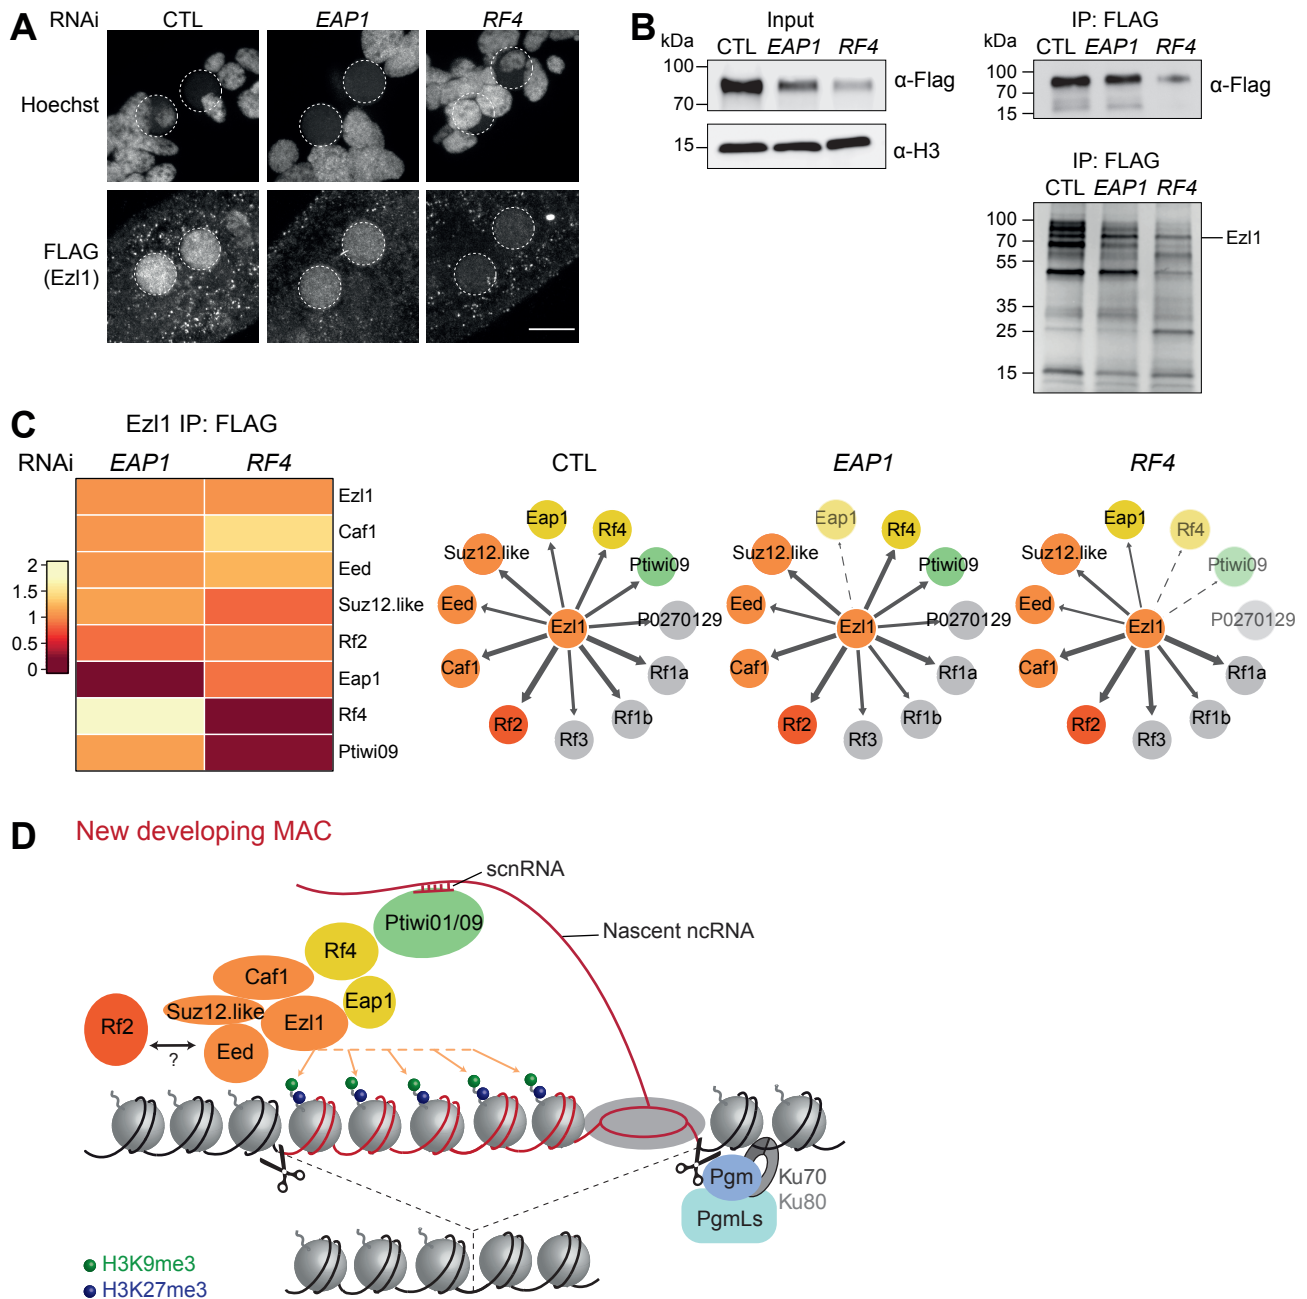 A
RNAi CTL EAP1 RF4
Hoechst
FLAG
(Ezl1)
B
Input
kDa CTL EAP1 RF4
100
70
α-Flag
15
α-H3
IP: FLAG
kDa CTL EAP1 RF4
100
70
15
α-Flag
IP: FLAG
CTL EAP1 RF4
100
70
55
35
25
15
Ezl1
C
Ezl1 IP: FLAG
RNAi EAP1 RF4
2
1.5
1
0.5
0
Ezl1
Caf1
Eed
Suz12.like
Rf2
Eap1
Rf4
Ptiwi09
CTL
Eap1
Rf4
Suz12.like
Ptiwi09
Eed
Ezl1
P0270129
Caf1
Rf1a
Rf2
Rf1b
Rf3
EAP1
Eap1
Rf4
Suz12.like
Ptiwi09
Eed
Ezl1
P0270129
Caf1
Rf1a
Rf2
Rf1b
Rf3
RF4
Eap1
Rf4
Suz12.like
Ptiwi09
Eed
Ezl1
P0270129
Caf1
Rf1a
Rf2
Rf1b
Rf3
D
New developing MAC
scnRNA
Ptiwi01/09
Nascent ncRNA
Rf4
Caf1
Eap1
Suz12.like
Ezl1
Rf2
?
Eed
Pgm
Ku70
Ku80
PgmLs
H3K9me3
H3K27me3